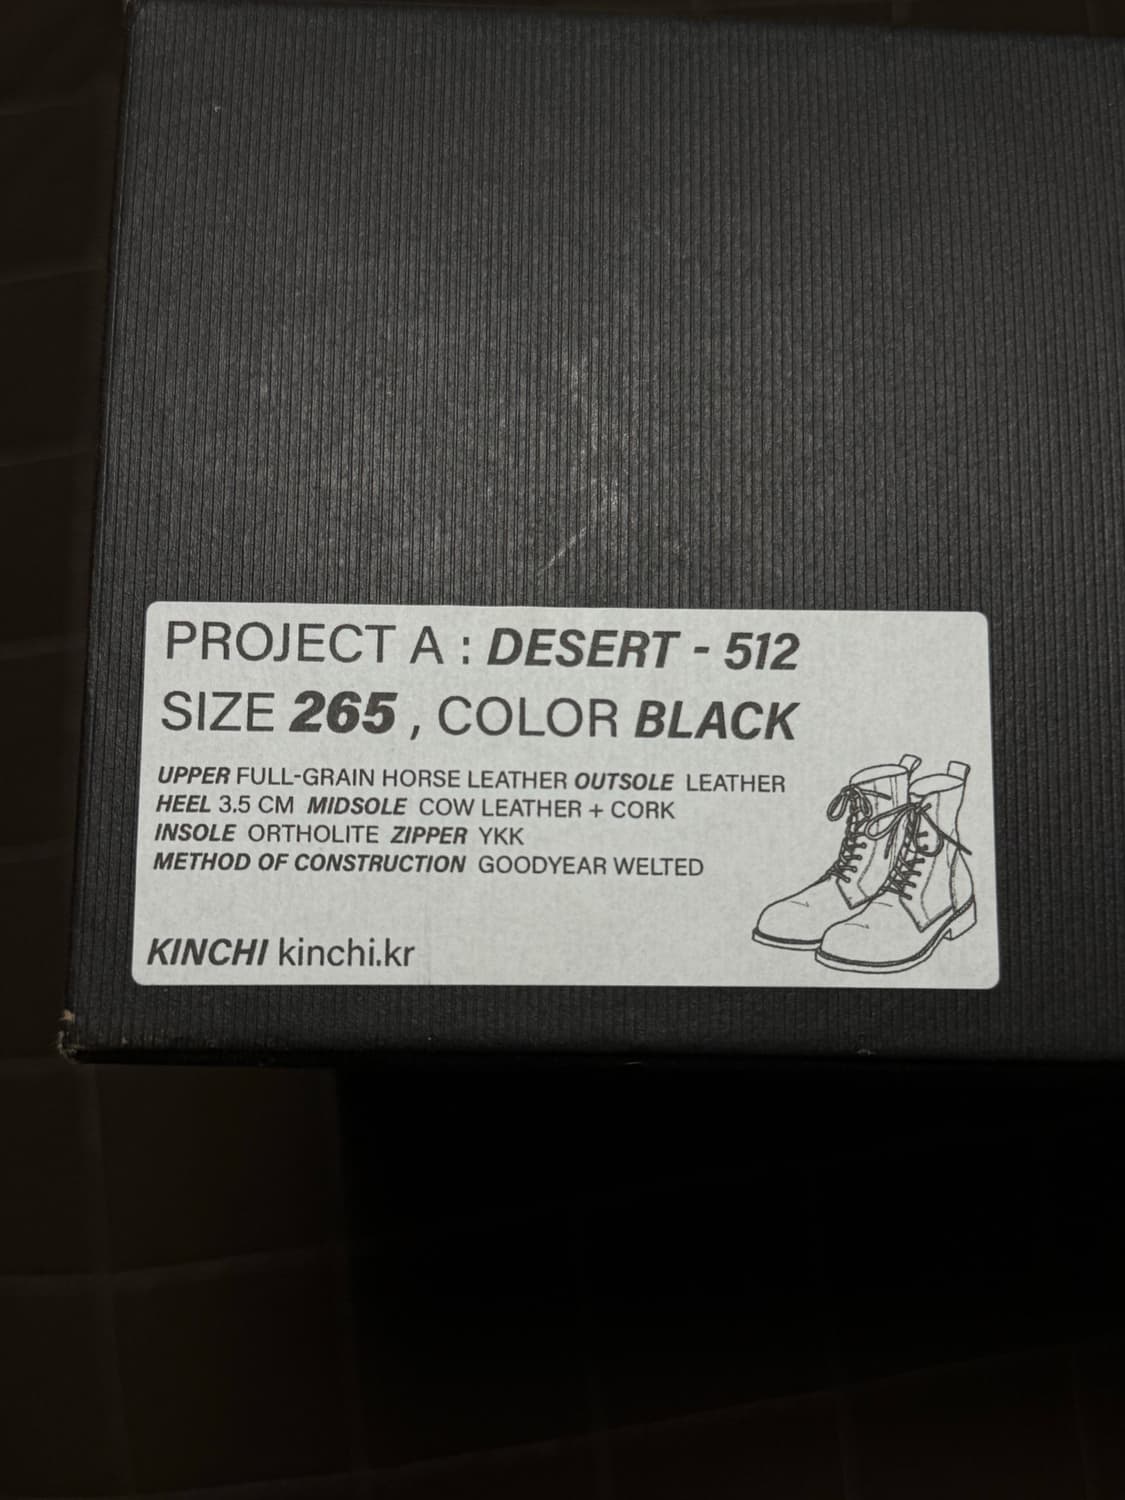 PROJECT A : DESERT - 512
SIZE 265 , COLOR BLACK
UPPER FULL-GRAIN HORSE LEATHER OUTSOLE LEATHER
HEEL 3.5 CM MIDSOLE COW LEATHER + CORK
INSOLE ORTHOLITE ZIPPER YKK
METHOD OF CONSTRUCTION GOODYEAR WELTED
KINCHI kinchi.kr